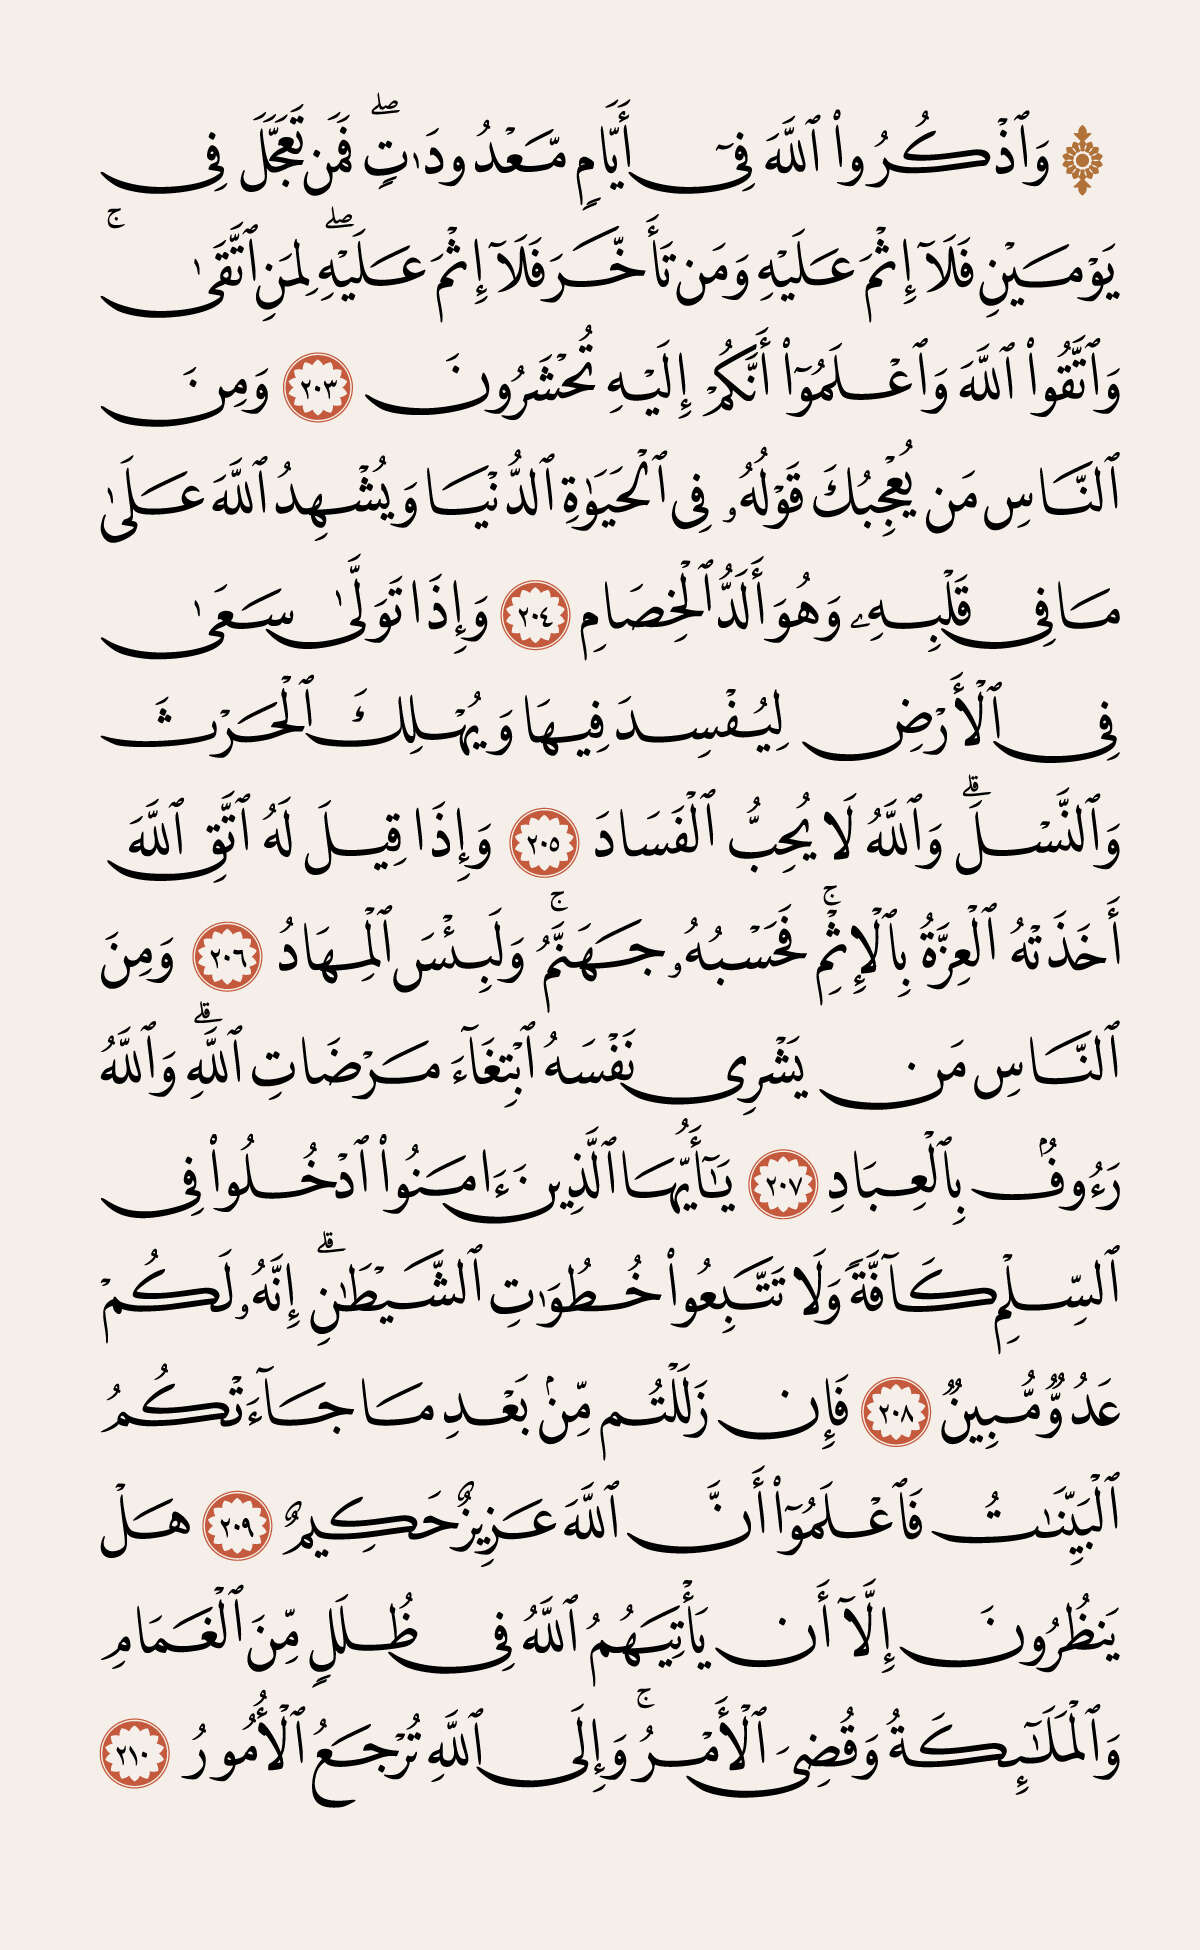 ۞ وَٱذْكُرُوا۟ ٱللَّهَ فِىٓ أَيَّامٍ مَّعْدُودَٰتٍ ۖ فَمَن تَعَجَّلَ فِى
يَوْمَيْنِ فَلَآ إِثْمَ عَلَيْهِ وَمَن تَأَخَّرَ فَلَآ إِثْمَ عَلَيْهِ ۖ لِمَنِ ٱتَّقَىٰ ۚ
وَٱتَّقُوا۟ ٱللَّهَ وَٱعْلَمُوٓا۟ أَنَّكُمْ إِلَيْهِ تُحْشَرُونَ ٢٠٣ وَمِنَ
ٱلنَّاسِ مَن يُعْجِبُكَ قَوْلُهُۥ فِى ٱلْحَيَوٰةِ ٱلدُّنْيَا وَيُشْهِدُ ٱللَّهَ عَلَىٰ
مَا فِى قَلْبِهِۦ وَهُوَ أَلَدُّ ٱلْخِصَامِ ٢٠٤ وَإِذَا تَوَلَّىٰ سَعَىٰ
فِى ٱلْأَرْضِ لِيُفْسِدَ فِيهَا وَيُهْلِكَ ٱلْحَرْثَ
وَٱلنَّسْلَ ۗ وَٱللَّهُ لَا يُحِبُّ ٱلْفَسَادَ ٢٠٥ وَإِذَا قِيلَ لَهُ ٱتَّقِ ٱللَّهَ
أَخَذَتْهُ ٱلْعِزَّةُ بِٱلْإِثْمِ ۚ فَحَسْبُهُۥ جَهَنَّمُ ۚ وَلَبِئْسَ ٱلْمِهَادُ ٢٠٦ وَمِنَ
ٱلنَّاسِ مَن يَشْرِى نَفْسَهُ ٱبْتِغَآءَ مَرْضَاتِ ٱللَّهِ ۗ وَٱللَّهُ
رَءُوفٌۢ بِٱلْعِبَادِ ٢٠٧ يَـٰٓأَيُّهَا ٱلَّذِينَ ءَامَنُوا۟ ٱدْخُلُوا۟ فِى
ٱلسِّلْمِ كَآفَّةً وَلَا تَتَّبِعُوا۟ خُطُوَٰتِ ٱلشَّيْطَـٰنِ ۗ إِنَّهُۥ لَكُمْ
عَدُوٌّ مُّبِينٌ ٢٠٨ فَإِن زَلَلْتُم مِّنۢ بَعْدِ مَا جَآءَتْكُمُ
ٱلْبَيِّنَـٰتُ فَٱعْلَمُوٓا۟ أَنَّ ٱللَّهَ عَزِيزٌ حَكِيمٌ ٢٠٩ هَلْ
يَنظُرُونَ إِلَّآ أَن يَأْتِيَهُمُ ٱللَّهُ فِى ظُلَلٍ مِّنَ ٱلْغَمَامِ
وَٱلْمَلَـٰٓئِكَةُ وَقُضِىَ ٱلْأَمْرُ ۚ وَإِلَى ٱللَّهِ تُرْجَعُ ٱلْأُمُورُ ٢١٠